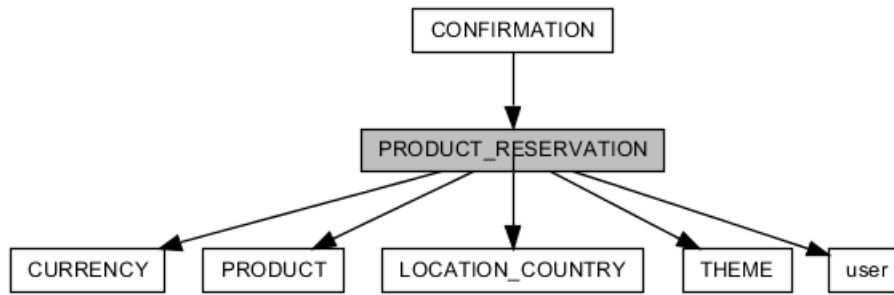 CONFIRMATION
PRODUCT_RESERVATION
CURRENCY
PRODUCT
LOCATION_COUNTRY
THEME
user